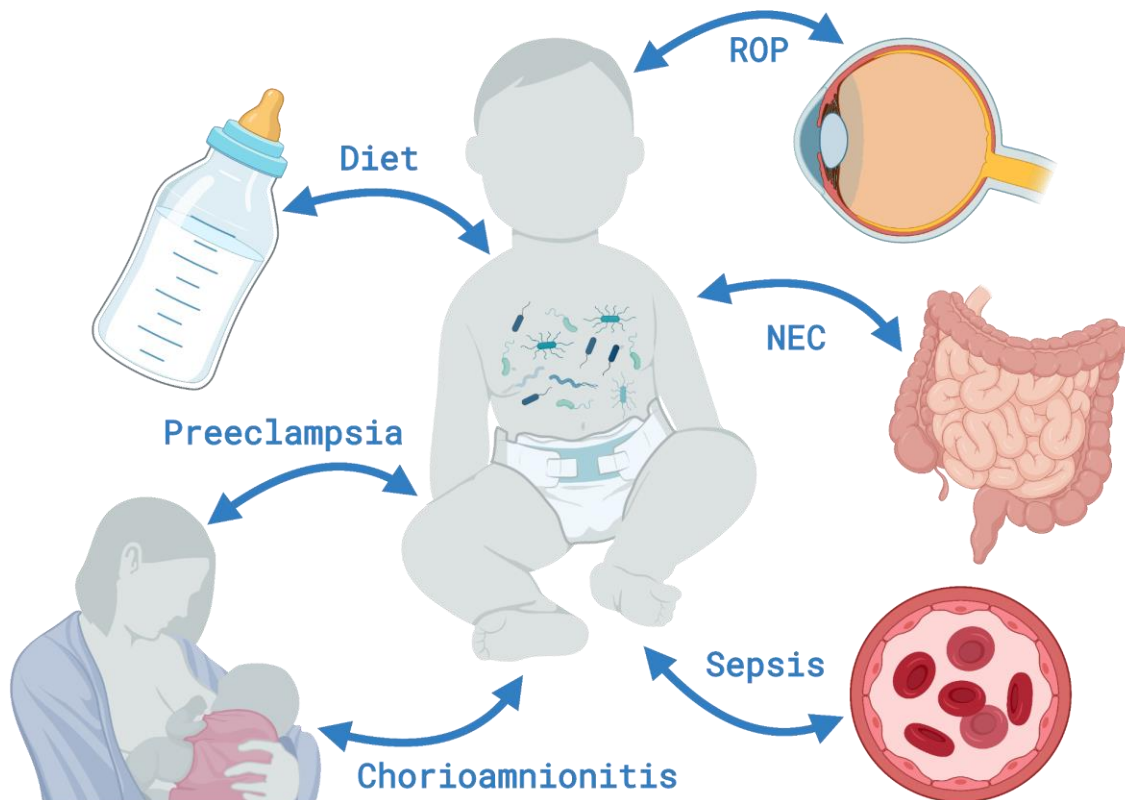 ROP
Diet
NEC
Preeclampsia
Sepsis
Chorioamnionitis